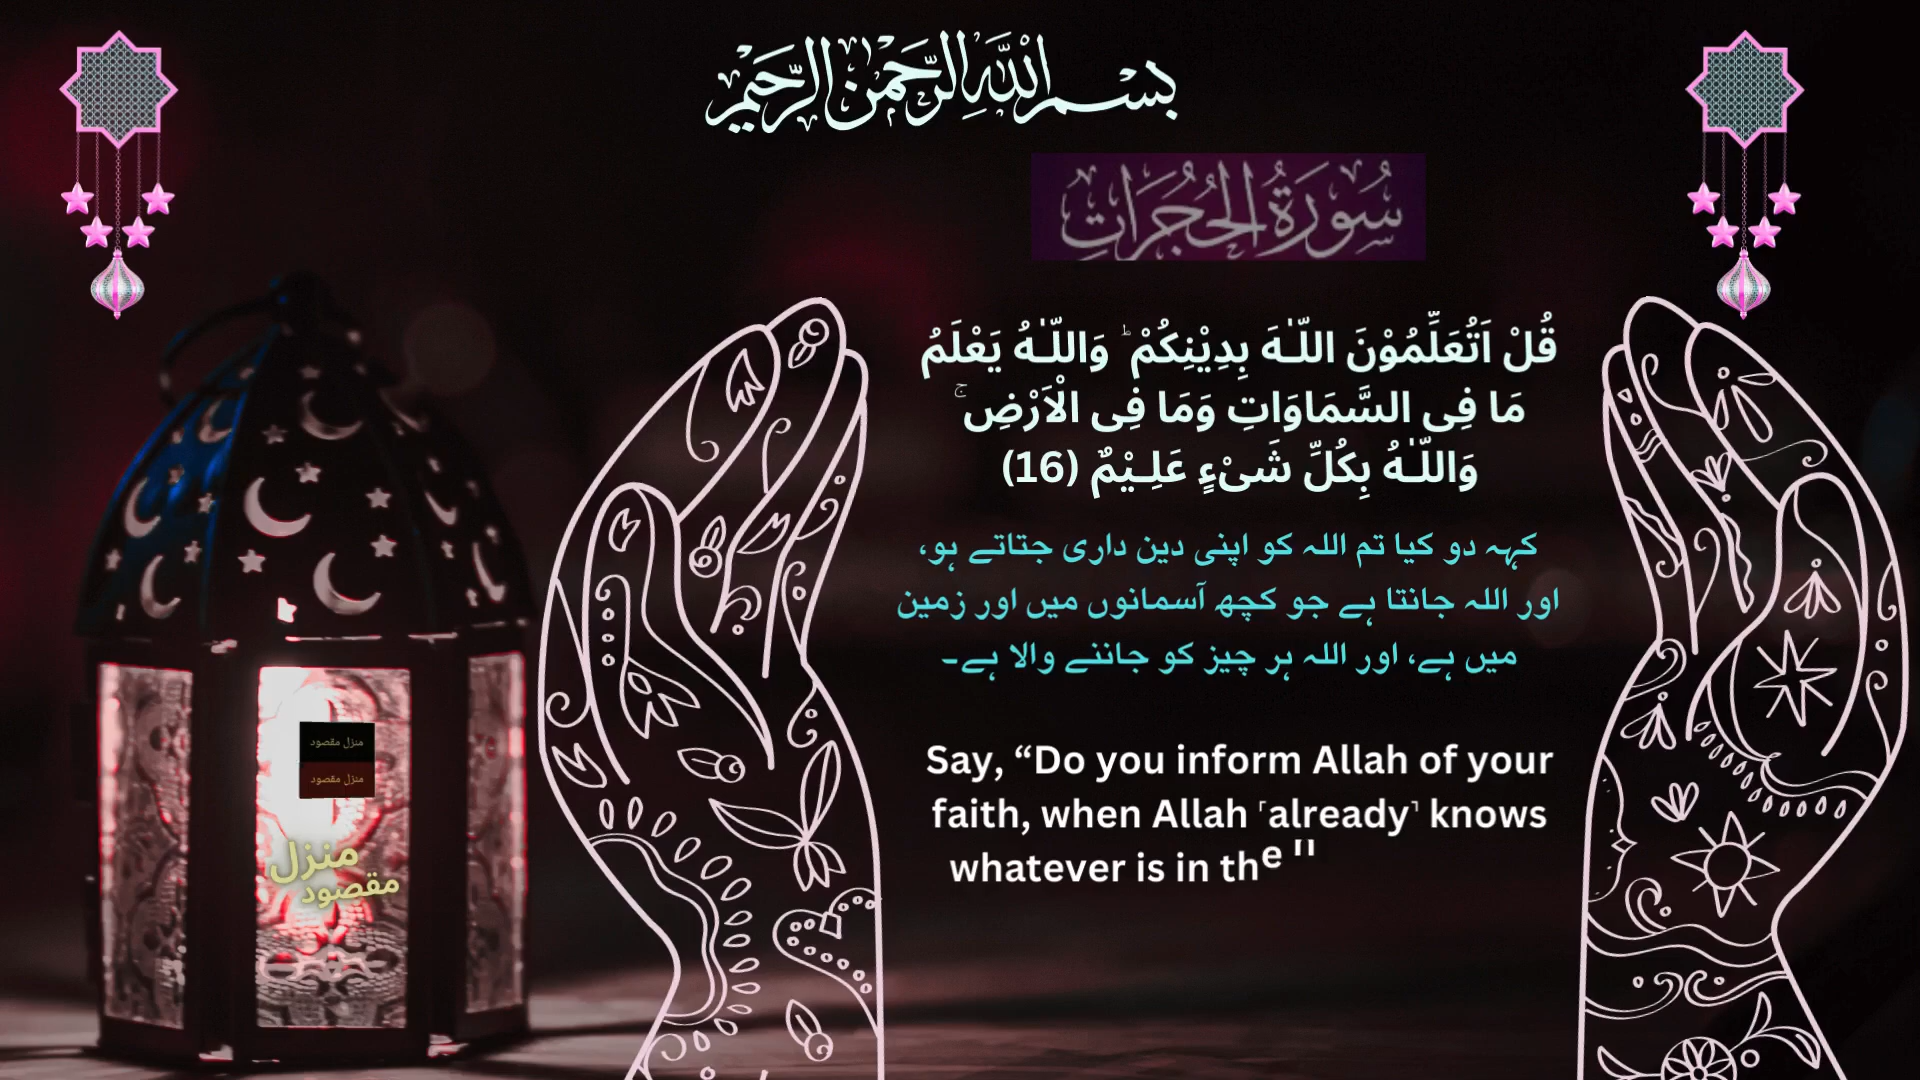 بِسْمِ اللهِ الرَّحْمٰنِ الرَّحِيْمِ
سُورَةُ الحُجُرَاتِ
قُلْ اَتُعَلِّمُوْنَ اللّـٰهَ بِدِيْنِكُمْ ؕ وَاللّـٰهُ يَعْلَمُ
مَا فِى السَّمَاوَاتِ وَمَا فِى الْاَرْضِ ۚ
وَاللّـٰهُ بِكُلِّ شَىْءٍ عَلِـيْمٌ (16)
کہہ دو کیا تم اللہ کو اپنی دین داری جتاتے ہو،
اور اللہ جانتا ہے جو کچھ آسمانوں میں اور زمین
میں ہے، اور اللہ ہر چیز کو جاننے والا ہے۔
Say, “Do you inform Allah of your
faith, when Allah ˹already˺ knows
whatever is in the
منزل مقصود
منزل مقصود
منزل
مقصود